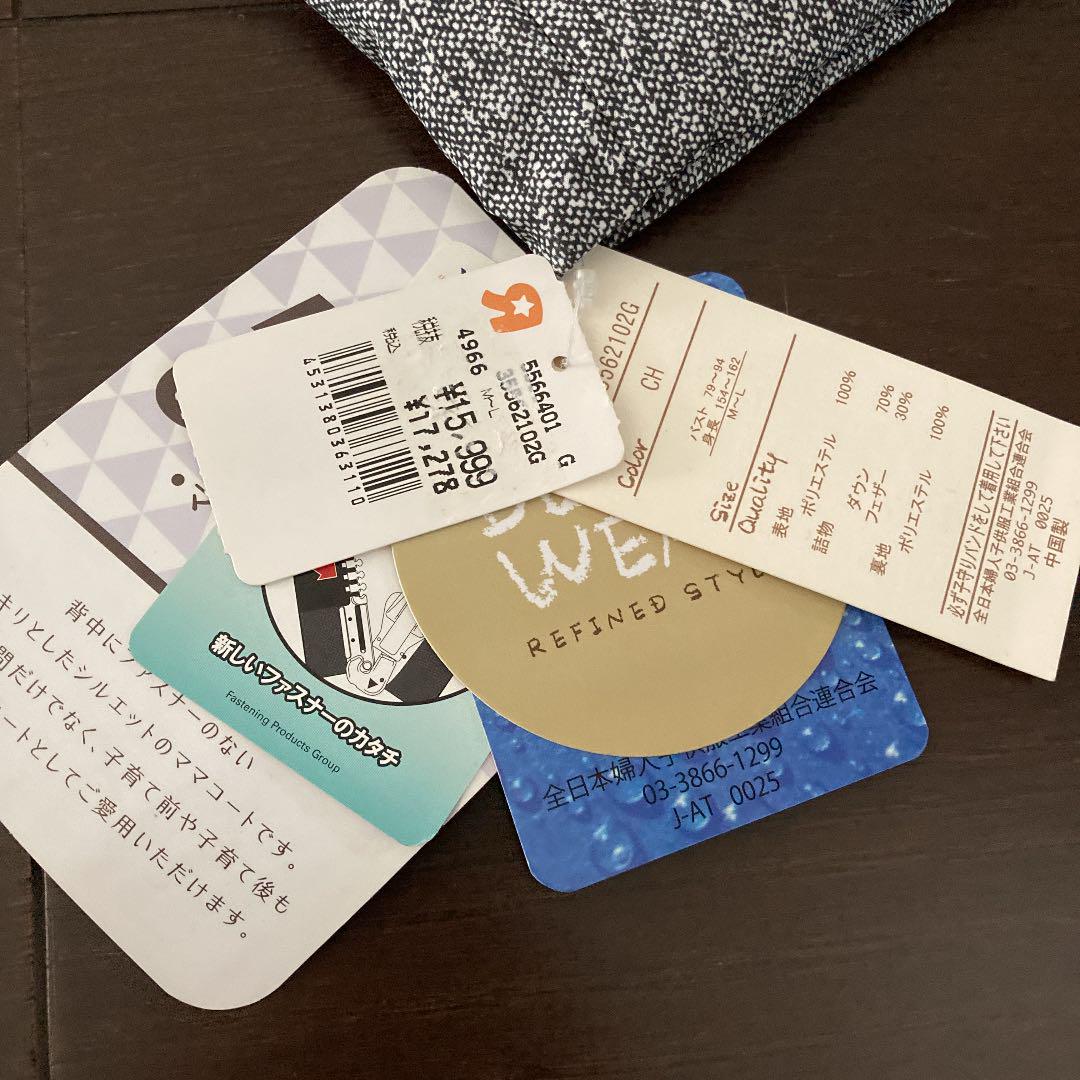 5566401 G
35562102G
4966 M~L
税抜 ¥15,999
税込 ¥17,278
4531380363110
5562102G
Color CH
Size バスト 79~94
身長 154~162
M~L
Quality
表地 ポリエステル 100%
詰物 ダウン 70%
フェザー 30%
裏地 ポリエステル 100%
必ず子守りバンドをして着用して下さい
全日本婦人子供服工業組合連合会
03-3866-1299
J-AT 0025
中国製
REFINED STYL
新しいファスナーのカタチ
Fastening Products Group
背中にファスナーのない
キリとしたシルエットのママコートです。
間だけでなく、子育て前や子育て後も
ートとしてご愛用いただけます。
全日本婦人子供服工業組合連合会
03-3866-1299
J-AT 0025